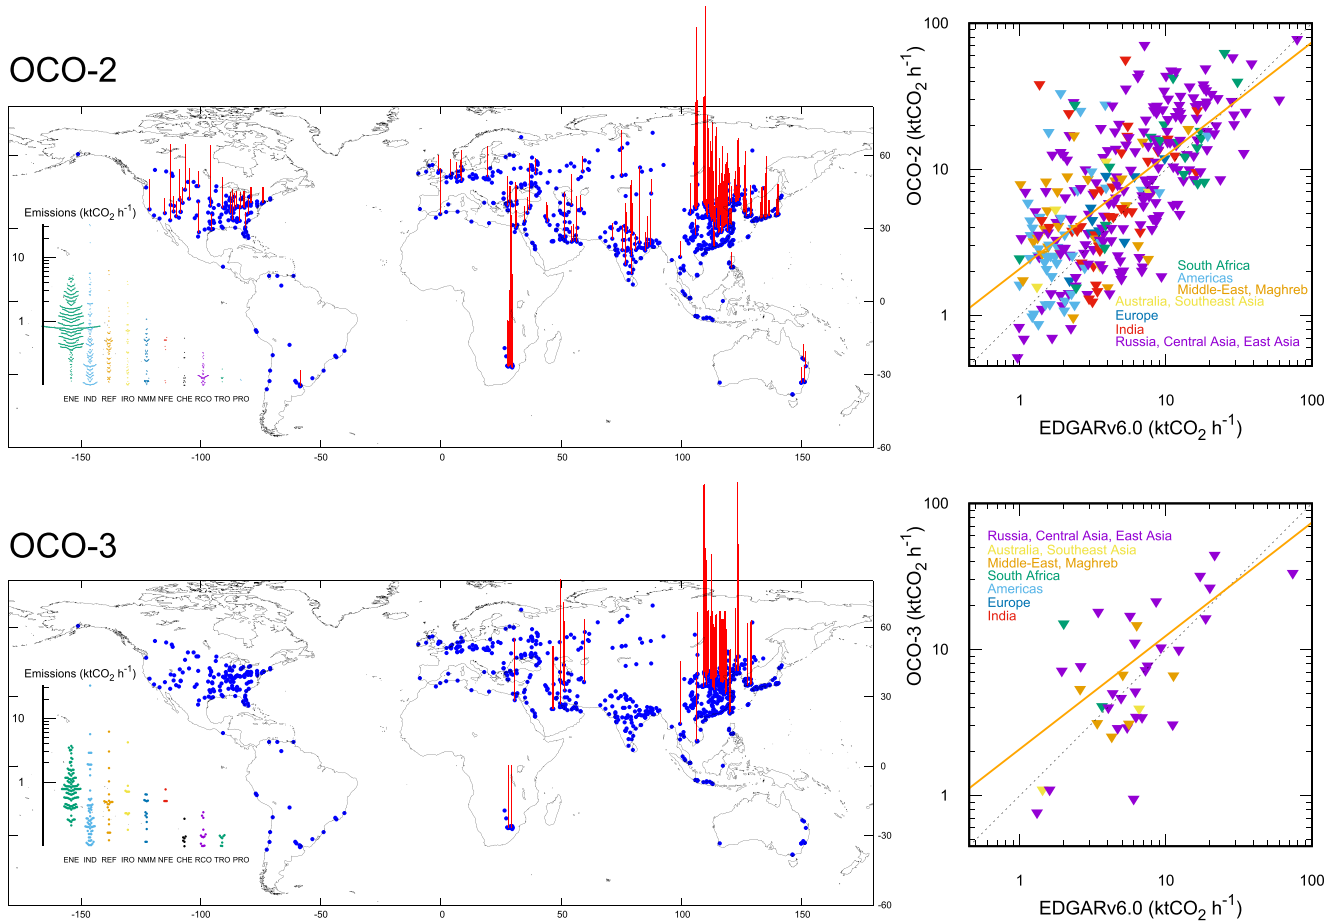 OCO-2
Emissions (ktCO2 h-1)
10
1
ENE IND REF IRO NMM NFE CHE RCO TRO PRO
60
30
0
-30
-60
-150 -100 -50 0 50 100 150
OCO-2 (ktCO2 h-1)
100
10
1
South Africa
Americas
Middle-East, Maghreb
Australia, Southeast Asia
Europe
India
Russia, Central Asia, East Asia
1 10 100
EDGARv6.0 (ktCO2 h-1)
OCO-3
Emissions (ktCO2 h-1)
10
1
ENE IND REF IRO NMM NFE CHE RCO TRO PRO
60
30
0
-30
-60
-150 -100 -50 0 50 100 150
OCO-3 (ktCO2 h-1)
100
10
1
Russia, Central Asia, East Asia
Australia, Southeast Asia
Middle-East, Maghreb
South Africa
Americas
Europe
India
1 10 100
EDGARv6.0 (ktCO2 h-1)